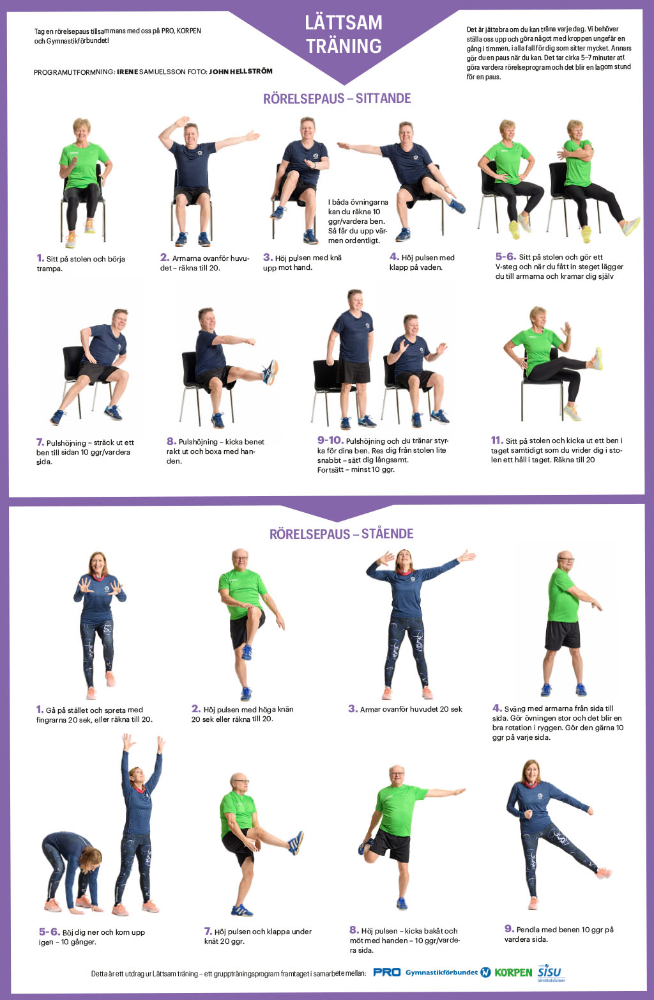 LÄTTSAM
TRÄNING
Tag en rörelsepaus tillsammans med oss på PRO, KORPEN
och Gymnastikförbundet!
PROGRAMUTFORMNING: IRENE SAMUELSSON FOTO: JOHN HELLSTRÖM
Det är jättebra om du kan träna varje dag. Vi behöver
ställa oss upp och göra något med kroppen ungefär en
gång i timmen, i alla fall för dig som sitter mycket. Annars
gör du en paus när du kan. Det tar cirka 5–7 minuter att
göra vardera rörelseprogram och det blir en lagom stund
för en paus.
RÖRELSEPAUS – SITTANDE
1. Sitt på stolen och börja
trampa.
2. Armarna ovanför huvu-
det – räkna till 20.
3. Höj pulsen med knä
upp mot hand.
I båda övningarna
kan du räkna 10
ggr/vardera ben.
Så får du upp vär-
men ordentligt.
4. Höj pulsen med
klapp på vaden.
5-6. Sitt på stolen och gör ett
V-steg och när du fått in steget lägger
du till armarna och kramar dig själv
7. Pulshöjning – sträck ut ett
ben till sidan 10 ggr/vardera
sida.
8. Pulshöjning – kicka benet
rakt ut och boxa med han-
den.
9-10. Pulshöjning och du tränar styr-
ka för dina ben. Res dig från stolen lite
snabbt – sätt dig långsamt.
Fortsätt – minst 10 ggr.
11. Sitt på stolen och kicka ut ett ben i
taget samtidigt som du vrider dig i sto-
len ett håll i taget. Räkna till 20
RÖRELSEPAUS – STÅENDE
1. Gå på stället och spreta med
fingrarna 20 sek, eller räkna till 20.
2. Höj pulsen med höga knän
20 sek eller räkna till 20.
3. Armar ovanför huvudet 20 sek
4. Sväng med armarna från sida till
sida. Gör övningen stor och det blir en
bra rotation i ryggen. Gör den gärna 10
ggr på varje sida.
5-6. Böj dig ner och kom upp
igen – 10 gånger.
7. Höj pulsen och klappa under
knät 20 ggr.
8. Höj pulsen – kicka bakåt och
möt med handen – 10 ggr/varde-
ra sida.
9. Pendla med benen 10 ggr på
vardera sida.
Detta är ett utdrag ur Lättsam träning – ett gruppträningsprogram framtaget i samarbete mellan:
PRO Gymnastikförbundet KORPEN SISU
idrottsböcker